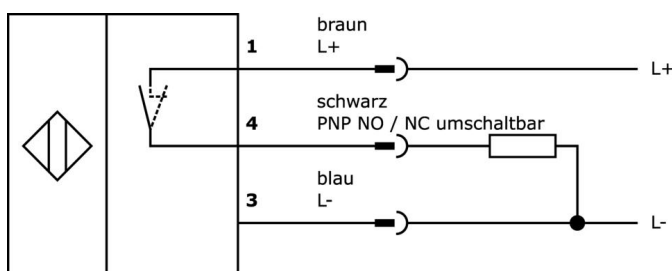 braun
1 L+
L+
schwarz
4 PNP NO / NC umschaltbar
blau
3 L-
L-